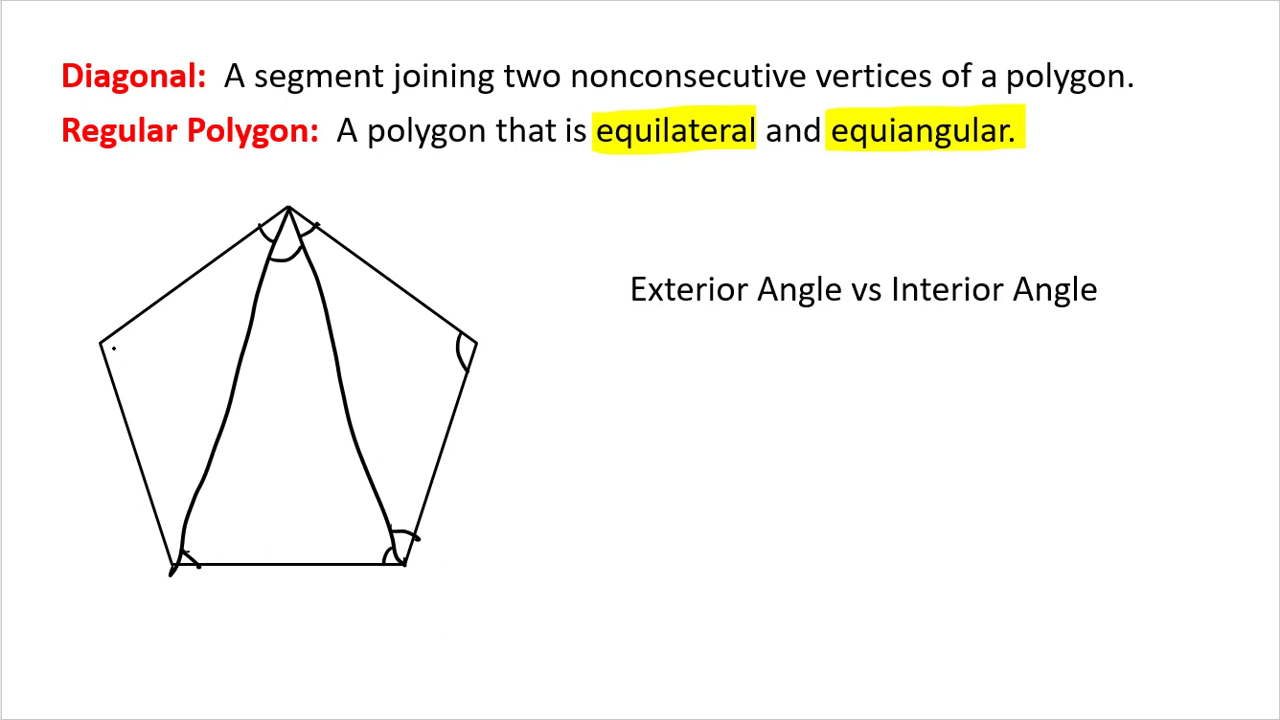 Diagonal: A segment joining two nonconsecutive vertices of a polygon.
Regular Polygon: A polygon that is equilateral and equiangular.
Exterior Angle vs Interior Angle